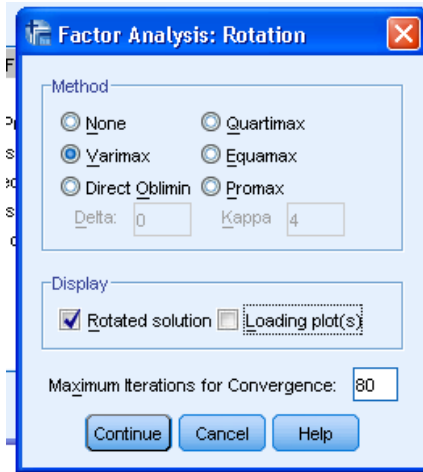 Factor Analysis: Rotation
Method
None Quartimax
Varimax Equamax
Direct Oblimin Promax
Delta: 0 Kappa 4
Display
Rotated solution Loading plot(s)
Maximum Iterations for Convergence: 80
Continue Cancel Help